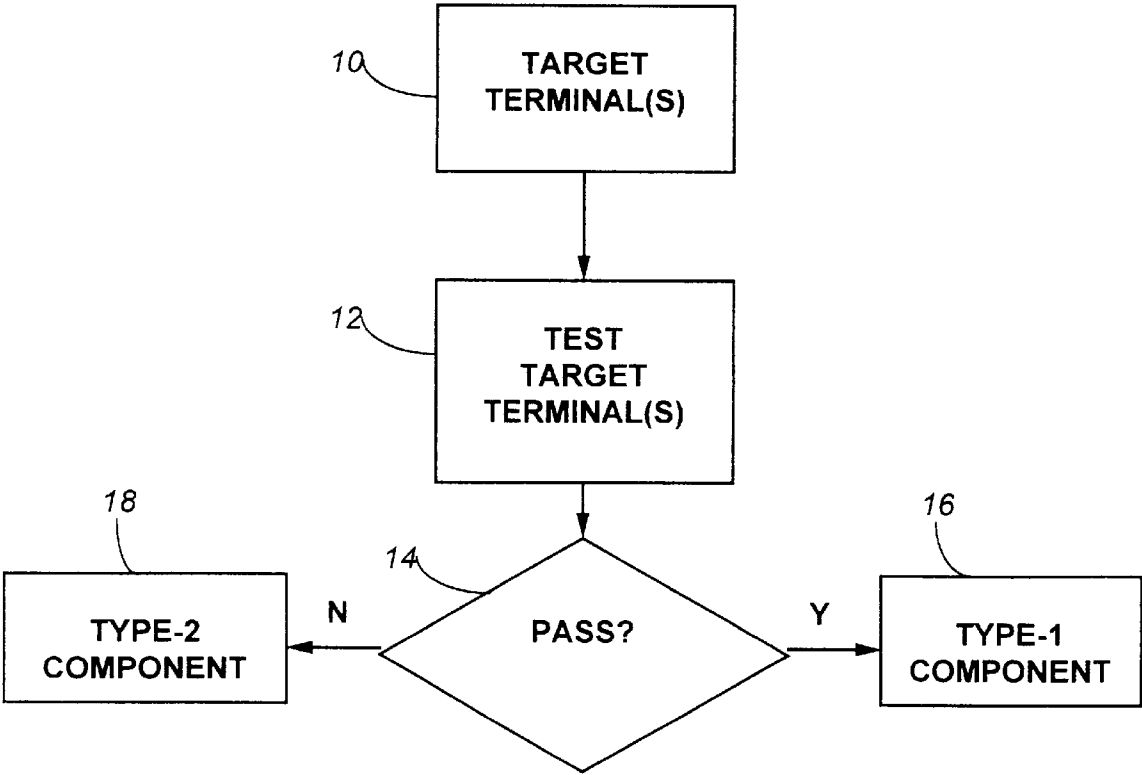 10
TARGET
TERMINAL(S)
12
TEST
TARGET
TERMINAL(S)
18
14
16
N
PASS?
Y
TYPE-2
COMPONENT
TYPE-1
COMPONENT